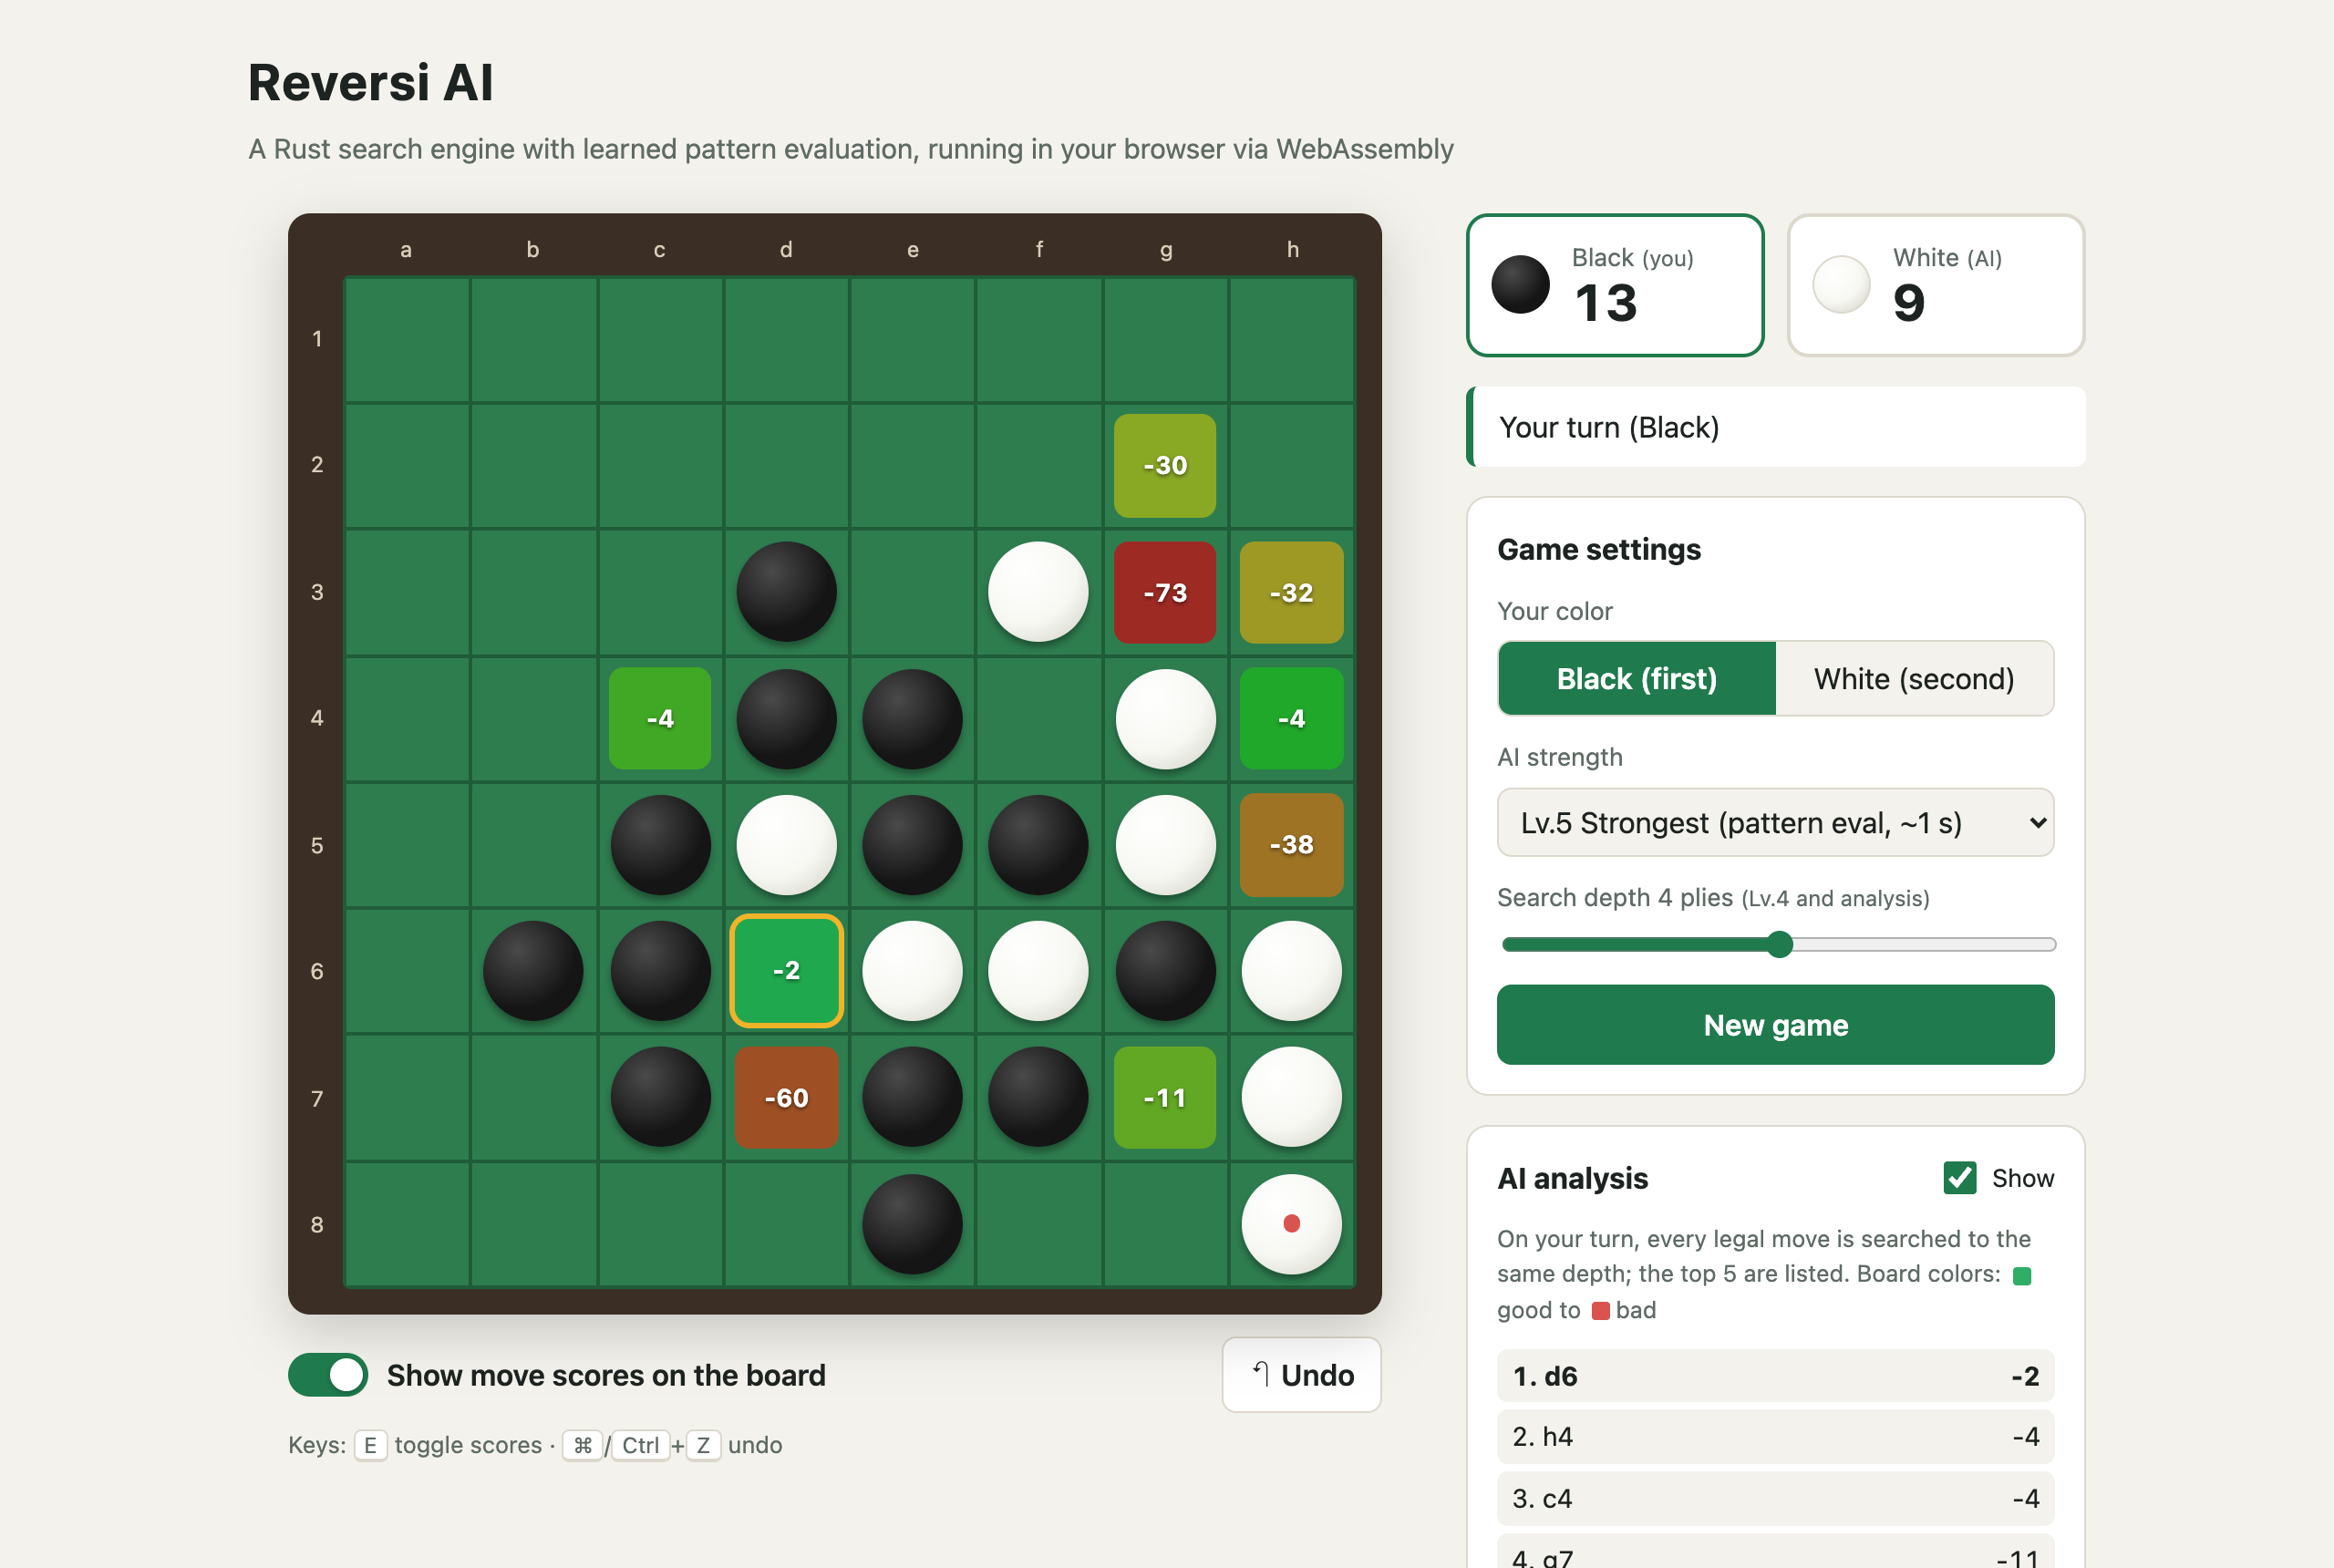 Reversi AI
A Rust search engine with learned pattern evaluation, running in your browser via WebAssembly
a b c d e f g h
1
2 -30
3 -73 -32
4 -4 -4
5 -38
6 -2
7 -60 -11
8
Show move scores on the board
Undo
Keys: E toggle scores · ⌘/Ctrl+Z undo
Black (you)
13
White (AI)
9
Your turn (Black)
Game settings
Your color
Black (first)
White (second)
AI strength
Lv.5 Strongest (pattern eval, ~1 s)
Search depth 4 plies (Lv.4 and analysis)
New game
AI analysis
Show
On your turn, every legal move is searched to the
same depth; the top 5 are listed. Board colors:
good to bad
1. d6 -2
2. h4 -4
3. c4 -4
4. g7 -11